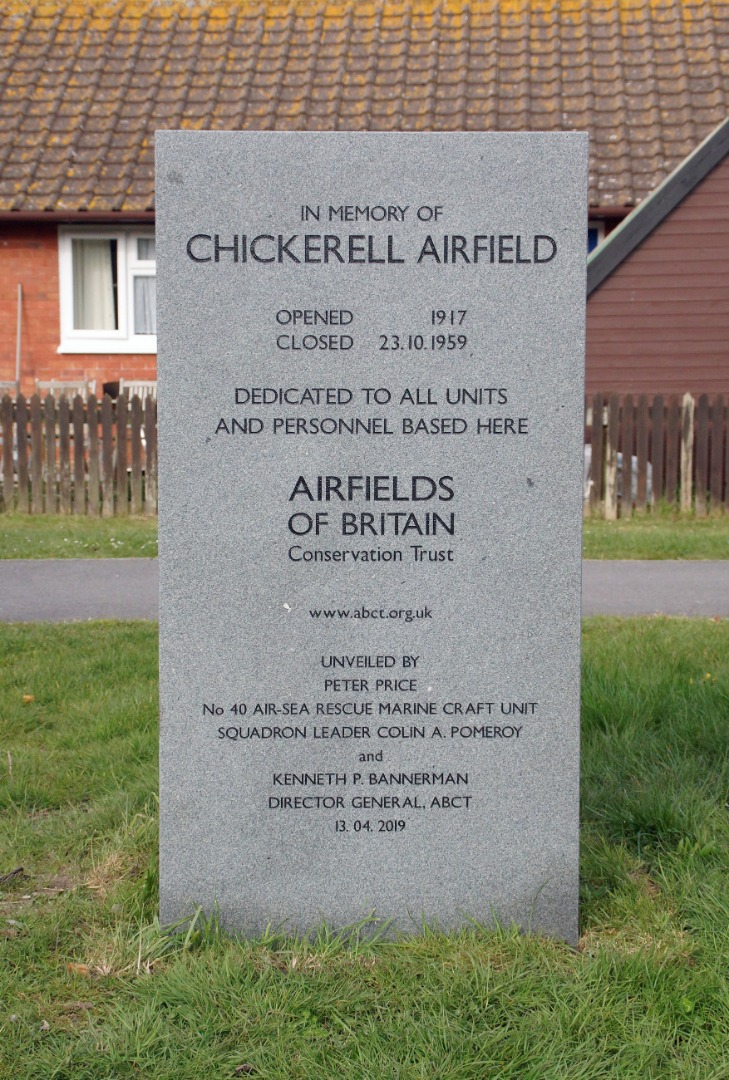 IN MEMORY OF
CHICKERELL AIRFIELD
OPENED 1917
CLOSED 23.10.1959
DEDICATED TO ALL UNITS
AND PERSONNEL BASED HERE
AIRFIELDS
OF BRITAIN
Conservation Trust
www.abct.org.uk
UNVEILED BY
PETER PRICE
No 40 AIR-SEA RESCUE MARINE CRAFT UNIT
SQUADRON LEADER COLIN A. POMEROY
and
KENNETH P. BANNERMAN
DIRECTOR GENERAL, ABCT
13. 04. 2019